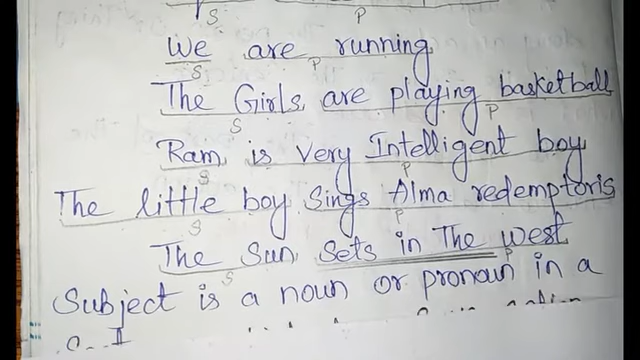 S P
We are running
S P
The Girls are playing basketball
S P
Ram is very Intelligent boy
S P
The little boy Sings Alma redemptoris
S P
The Sun Sets in The West
S P
Subject is a noun or pronoun in a